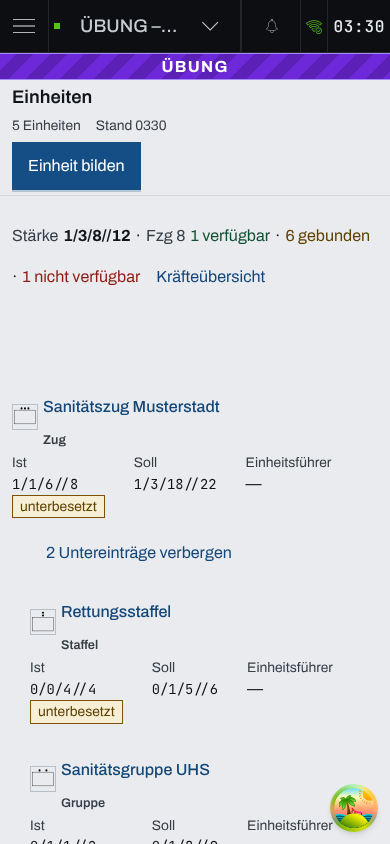 ÜBUNG –...
03:30
ÜBUNG
Einheiten
5 Einheiten Stand 0330
Einheit bilden
Stärke 1/3/8//12 · Fzg 8 1 verfügbar · 6 gebunden
· 1 nicht verfügbar Kräfteübersicht
Sanitätszug Musterstadt
Zug
Ist Soll Einheitsführer
1/1/6//8 1/3/18//22 —
unterbesetzt
2 Untereinträge verbergen
Rettungsstaffel
Staffel
Ist Soll Einheitsführer
0/0/4//4 0/1/5//6 —
unterbesetzt
Sanitätsgruppe UHS
Gruppe
Ist Soll Einheitsführer